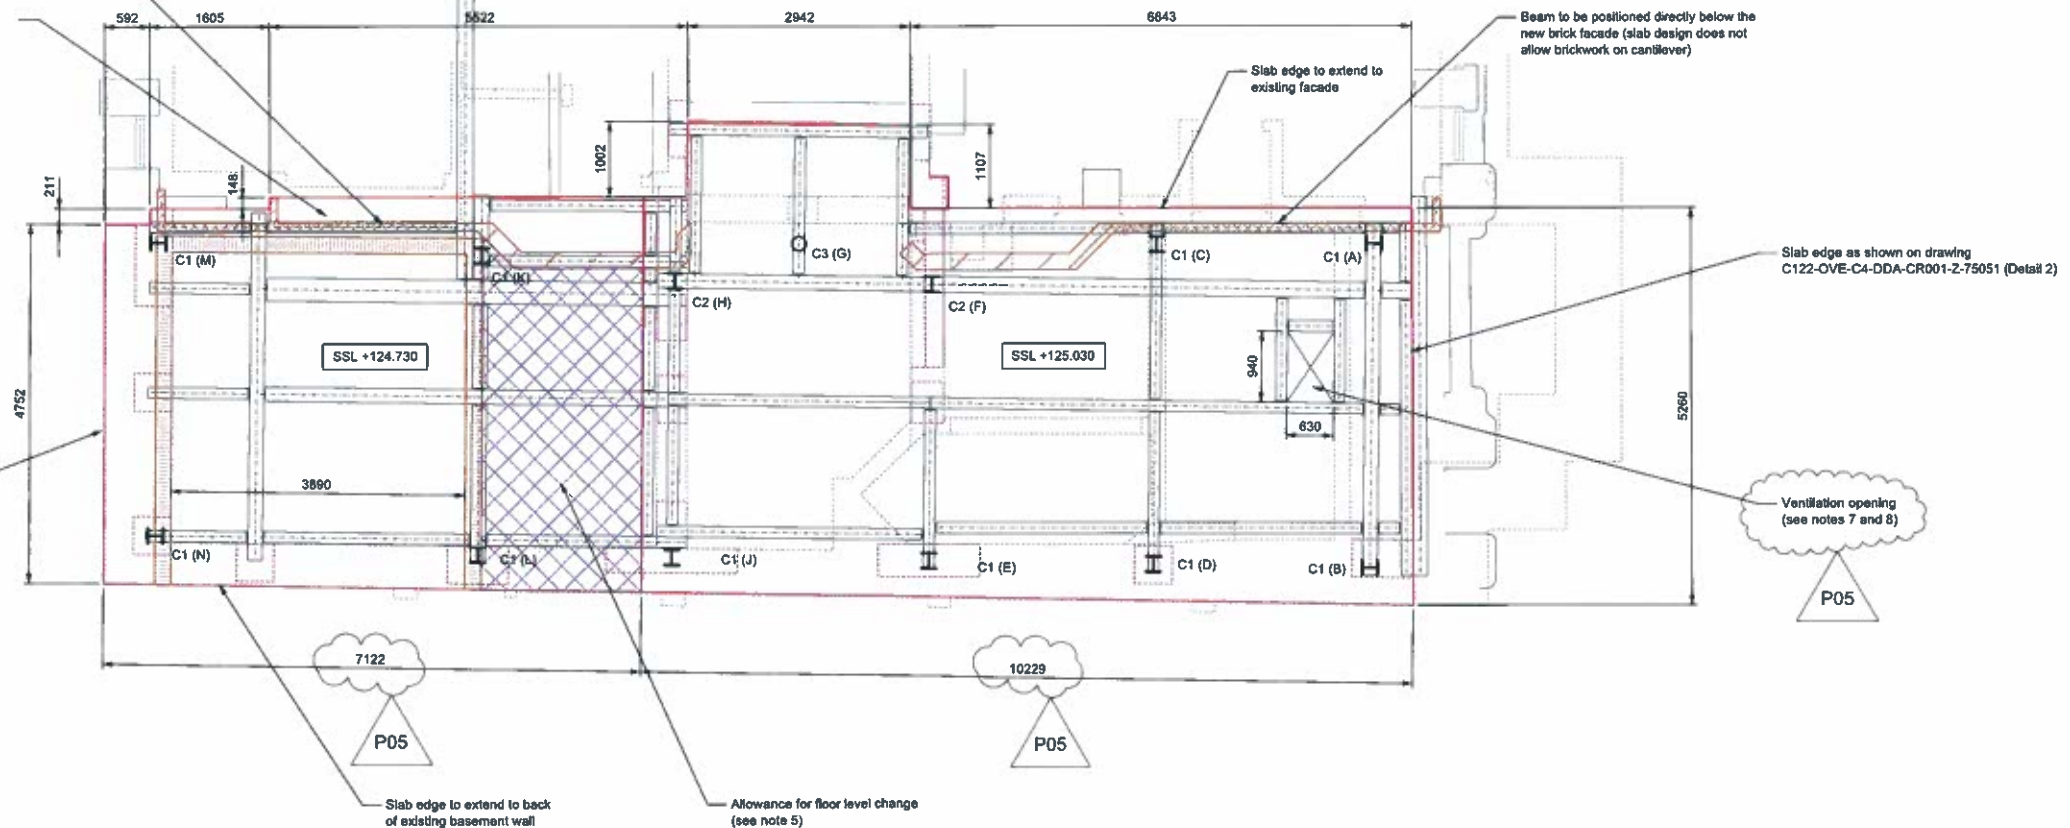 592
1605
5522
2942
6643
Beam to be positioned directly below the
new brick facade (slab design does not
allow brickwork on cantilever)
Slab edge to extend to
existing facade
1002
1107
211
148
C1 (M)
C1 (K)
C3 (G)
C1 (C)
C1 (A)
Slab edge as shown on drawing
C122-OVE-C4-DDA-CR001-Z-75051 (Detail 2)
C2 (H)
C2 (F)
SSL +124.730
SSL +125.030
940
4752
5260
630
3890
Ventilation opening
(see notes 7 and 8)
C1 (N)
C1 (L)
C1 (J)
C1 (E)
C1 (D)
C1 (B)
P05
7122
10229
P05
P05
Slab edge to extend to back
of existing basement wall
Allowance for floor level change
(see note 5)